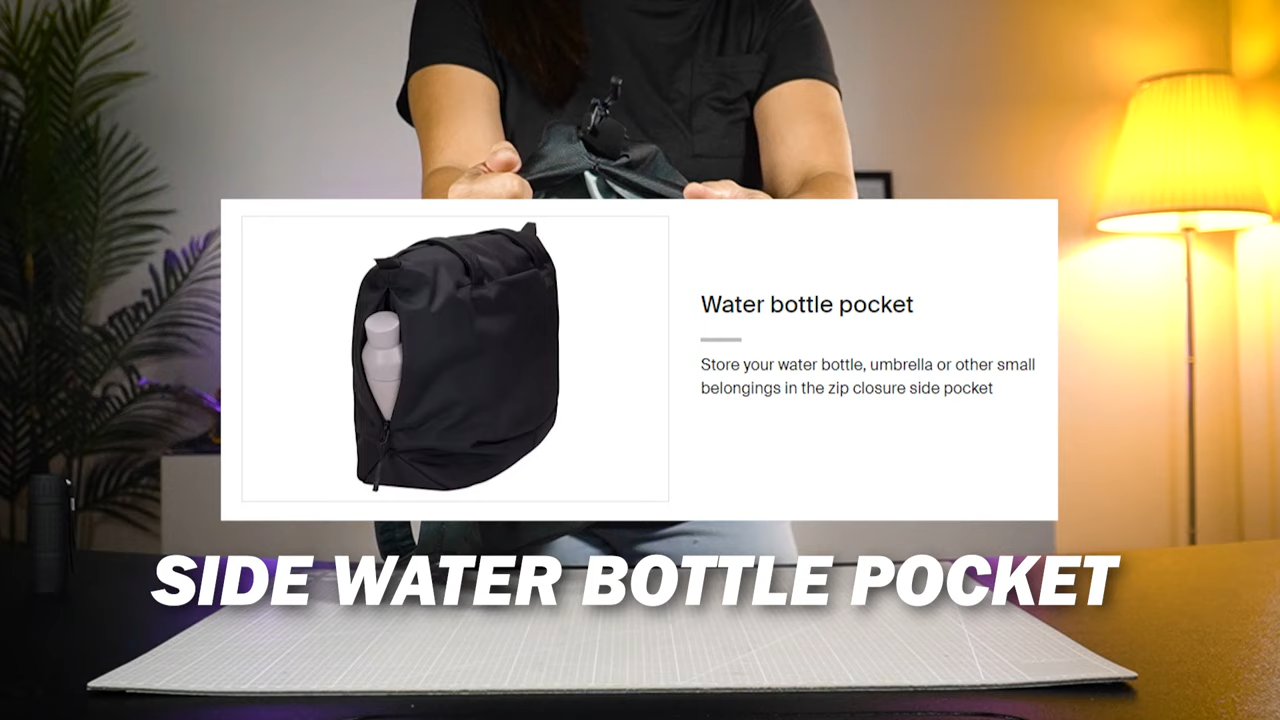 Water bottle pocket
Store your water bottle, umbrella or other small
belongings in the zip closure side pocket
SIDE WATER BOTTLE POCKET